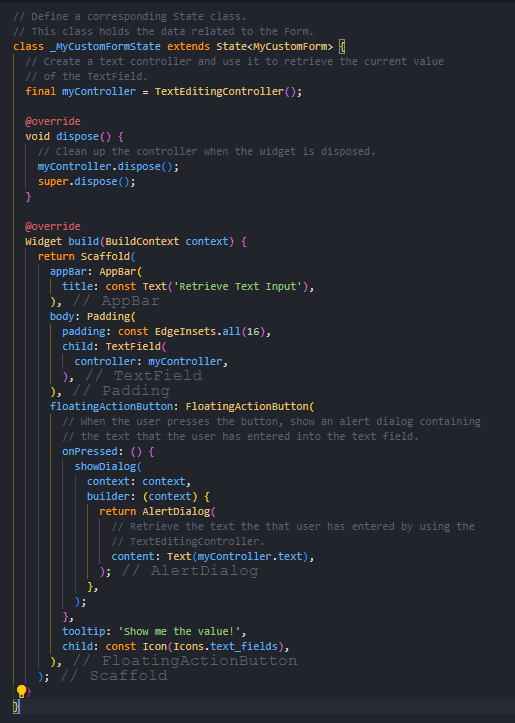 // Define a corresponding State class.
// This class holds the data related to the Form.
class _MyCustomFormState extends State<MyCustomForm> {
  // Create a text controller and use it to retrieve the current value
  // of the TextField.
  final myController = TextEditingController();

  @override
  void dispose() {
    // Clean up the controller when the widget is disposed.
    myController.dispose();
    super.dispose();
  }

  @override
  Widget build(BuildContext context) {
    return Scaffold(
      appBar: AppBar(
        title: const Text('Retrieve Text Input'),
      ), // AppBar
      body: Padding(
        padding: const EdgeInsets.all(16),
        child: TextField(
          controller: myController,
        ), // TextField
      ), // Padding
      floatingActionButton: FloatingActionButton(
        // When the user presses the button, show an alert dialog containing
        // the text that the user has entered into the text field.
        onPressed: () {
          showDialog(
            context: context,
            builder: (context) {
              return AlertDialog(
                // Retrieve the text the that user has entered by using the
                // TextEditingController.
                content: Text(myController.text),
              ); // AlertDialog
            },
          );
        },
        tooltip: 'Show me the value!',
        child: const Icon(Icons.text_fields),
      ), // FloatingActionButton
    ); // Scaffold
  }
}